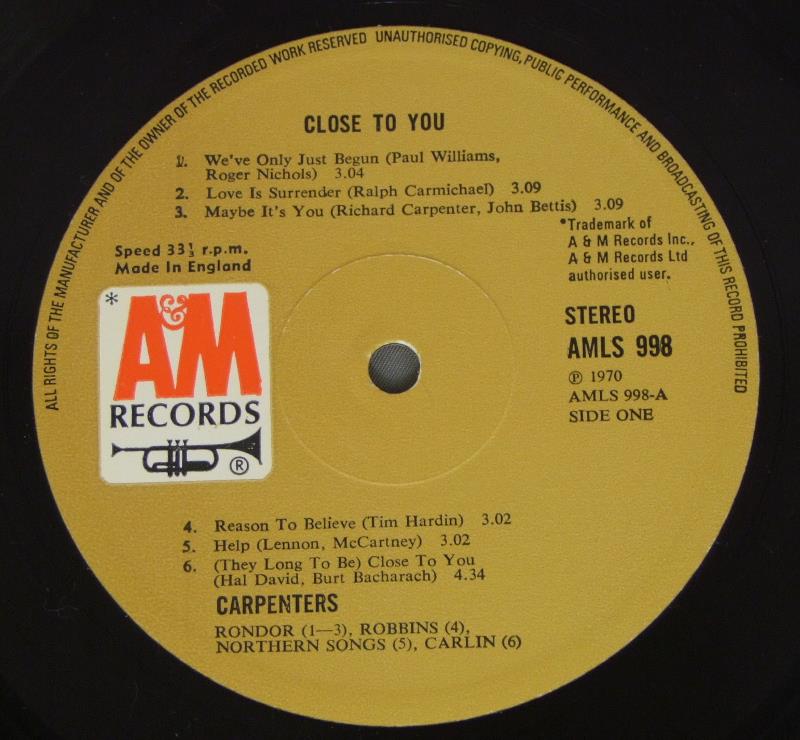 ALL RIGHTS OF THE MANUFACTURER AND OF THE OWNER OF THE RECORDED WORK RESERVED UNAUTHORISED COPYING, PUBLIC PERFORMANCE AND BROADCASTING OF THIS RECORD PROHIBITED
CLOSE TO YOU
1. We've Only Just Begun (Paul Williams,
Roger Nichols) 3.04
2. Love Is Surrender (Ralph Carmichael) 3.09
3. Maybe It's You (Richard Carpenter, John Bettis) 3.09
Speed 33⅓ r.p.m.
Made In England
*Trademark of
A & M Records Inc.,
A & M Records Ltd
authorised user.
* A&M
RECORDS
®
STEREO
AMLS 998
℗ 1970
AMLS 998-A
SIDE ONE
4. Reason To Believe (Tim Hardin) 3.02
5. Help (Lennon, McCartney) 3.02
6. (They Long To Be) Close To You
(Hal David, Burt Bacharach) 4.34
CARPENTERS
RONDOR (1—3), ROBBINS (4),
NORTHERN SONGS (5), CARLIN (6)